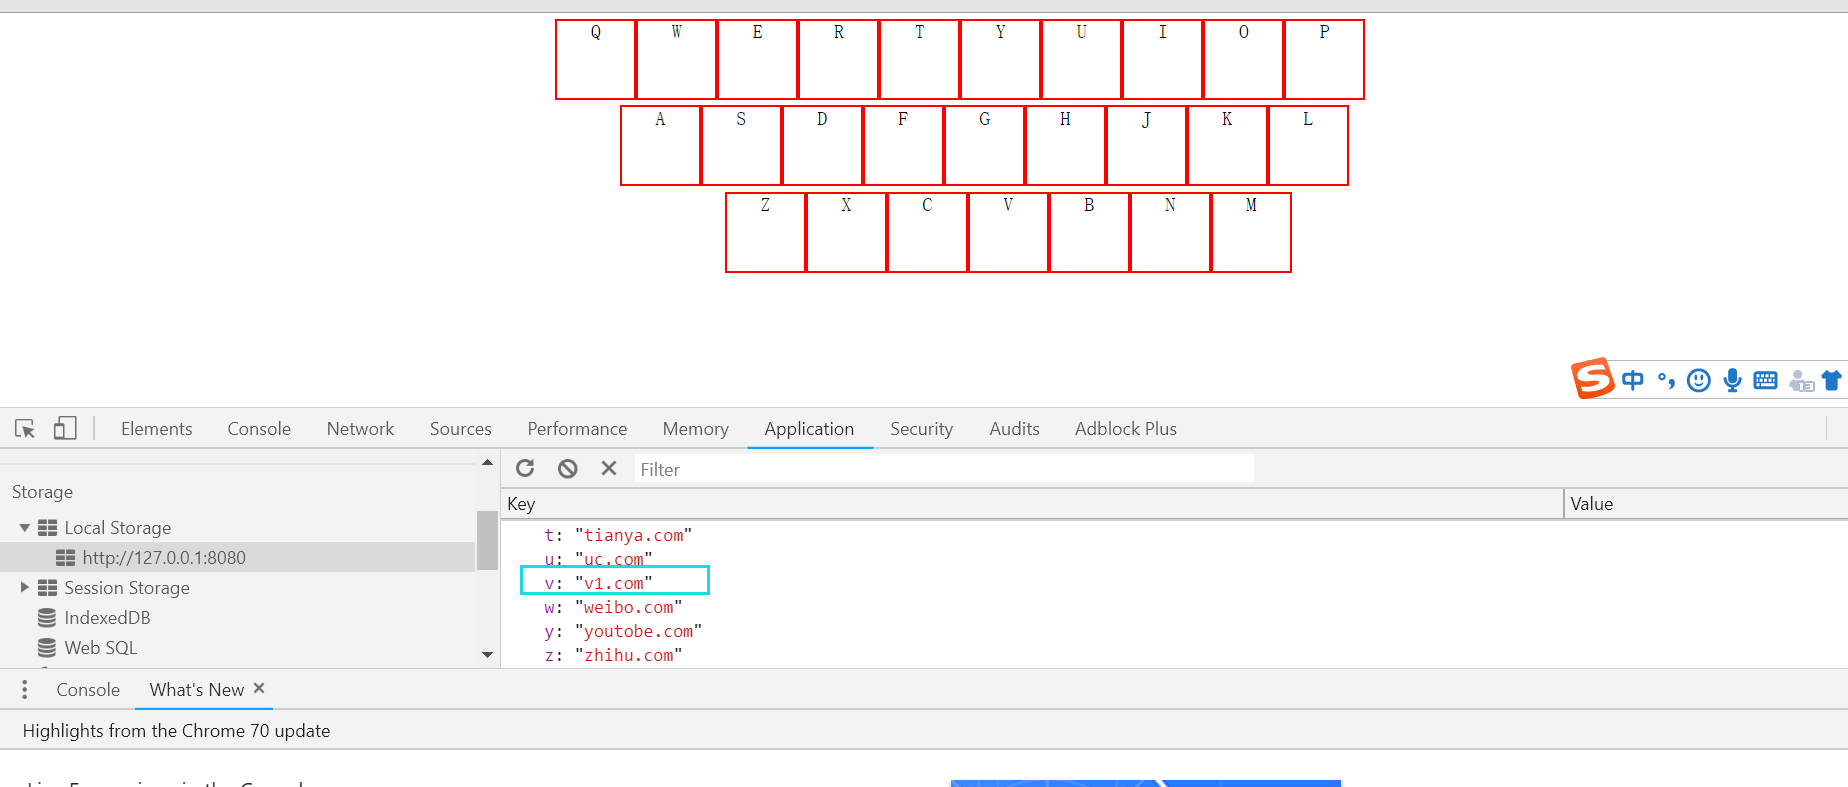 Q W E R T Y U I O P
A S D F G H J K L
Z X C V B N M
S 中 °,
Elements Console Network Sources Performance Memory Application Security Audits Adblock Plus
Filter
Storage
Key Value
Local Storage
t: "tianya.com"
http://127.0.0.1:8080
u: "uc.com"
v: "v1.com"
Session Storage
w: "weibo.com"
IndexedDB
y: "youtobe.com"
Web SQL
z: "zhihu.com"
Console What's New ×
Highlights from the Chrome 70 update